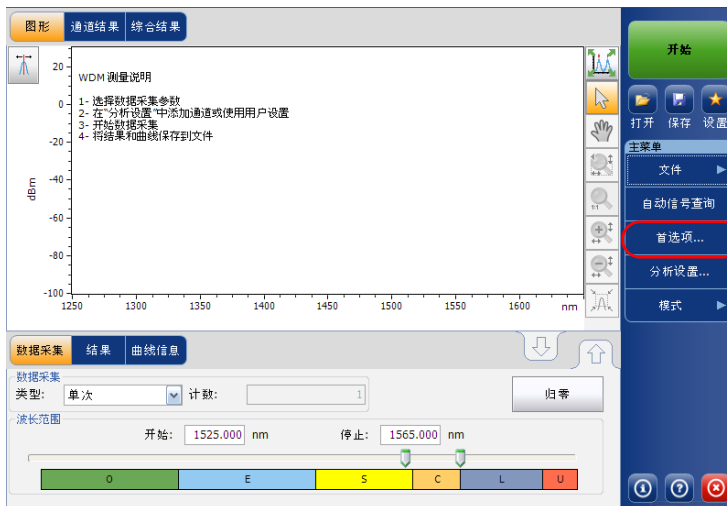 图形 通道结果 综合结果
WDM 测量说明
1- 选择数据采集参数
2- 在"分析设置"中添加通道或使用用户设置
3- 开始数据采集
4- 将结果和曲线保存到文件
dBm
20
0
-20
-40
-60
-80
-100
1250 1300 1350 1400 1450 1500 1550 1600 nm
1:1
数据采集 结果 曲线信息
数据采集
类型: 单次 计数: 1 归零
波长范围
开始: 1525.000 nm 停止: 1565.000 nm
O E S C L U
开始
打开 保存 设置
主菜单
文件
自动信号查询
首选项...
分析设置...
模式